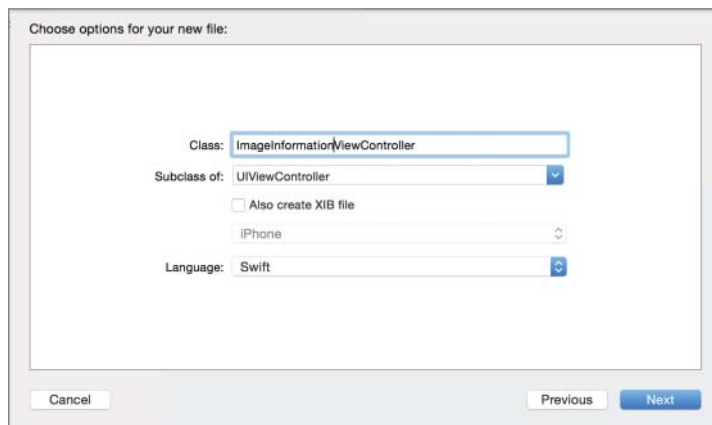 Choose options for your new file:
Class: ImageInformationViewController
Subclass of: UIViewController
Also create XIB file
iPhone
Language: Swift
Cancel Previous Next